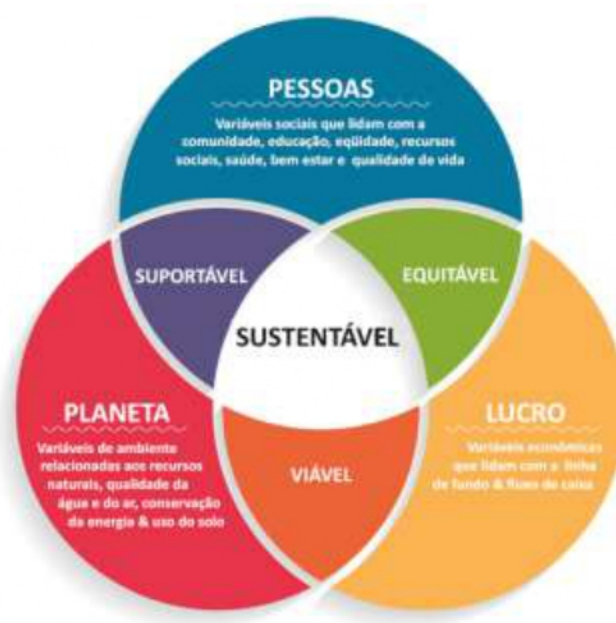 PESSOAS
Variáveis sociais que lidam com a
comunidade, educação, eqüidade, recursos
sociais, saúde, bem estar e qualidade de vida
SUPORTÁVEL
EQUITÁVEL
SUSTENTÁVEL
PLANETA
Variáveis de ambiente
relacionadas aos recursos
naturais, qualidade da
água e do ar, conservação
da energia & uso do solo
LUCRO
Variáveis econômicas
que lidam com a linha
de fundo & fluxo de caixa
VIÁVEL